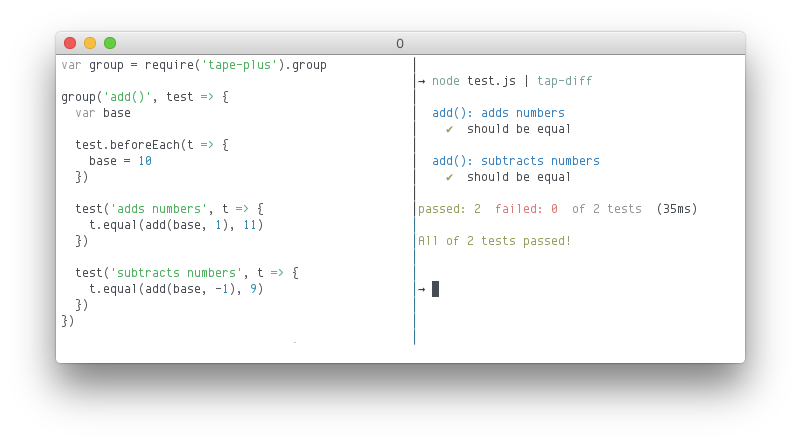 0
var group = require('tape-plus').group
group('add()', test => {
var base
test.beforeEach(t => {
base = 10
})
test('adds numbers', t => {
t.equal(add(base, 1), 11)
})
test('subtracts numbers', t => {
t.equal(add(base, -1), 9)
})
})
→ node test.js | tap-diff
add(): adds numbers
✔ should be equal
add(): subtracts numbers
✔ should be equal
passed: 2 failed: 0 of 2 tests (35ms)
All of 2 tests passed!
→